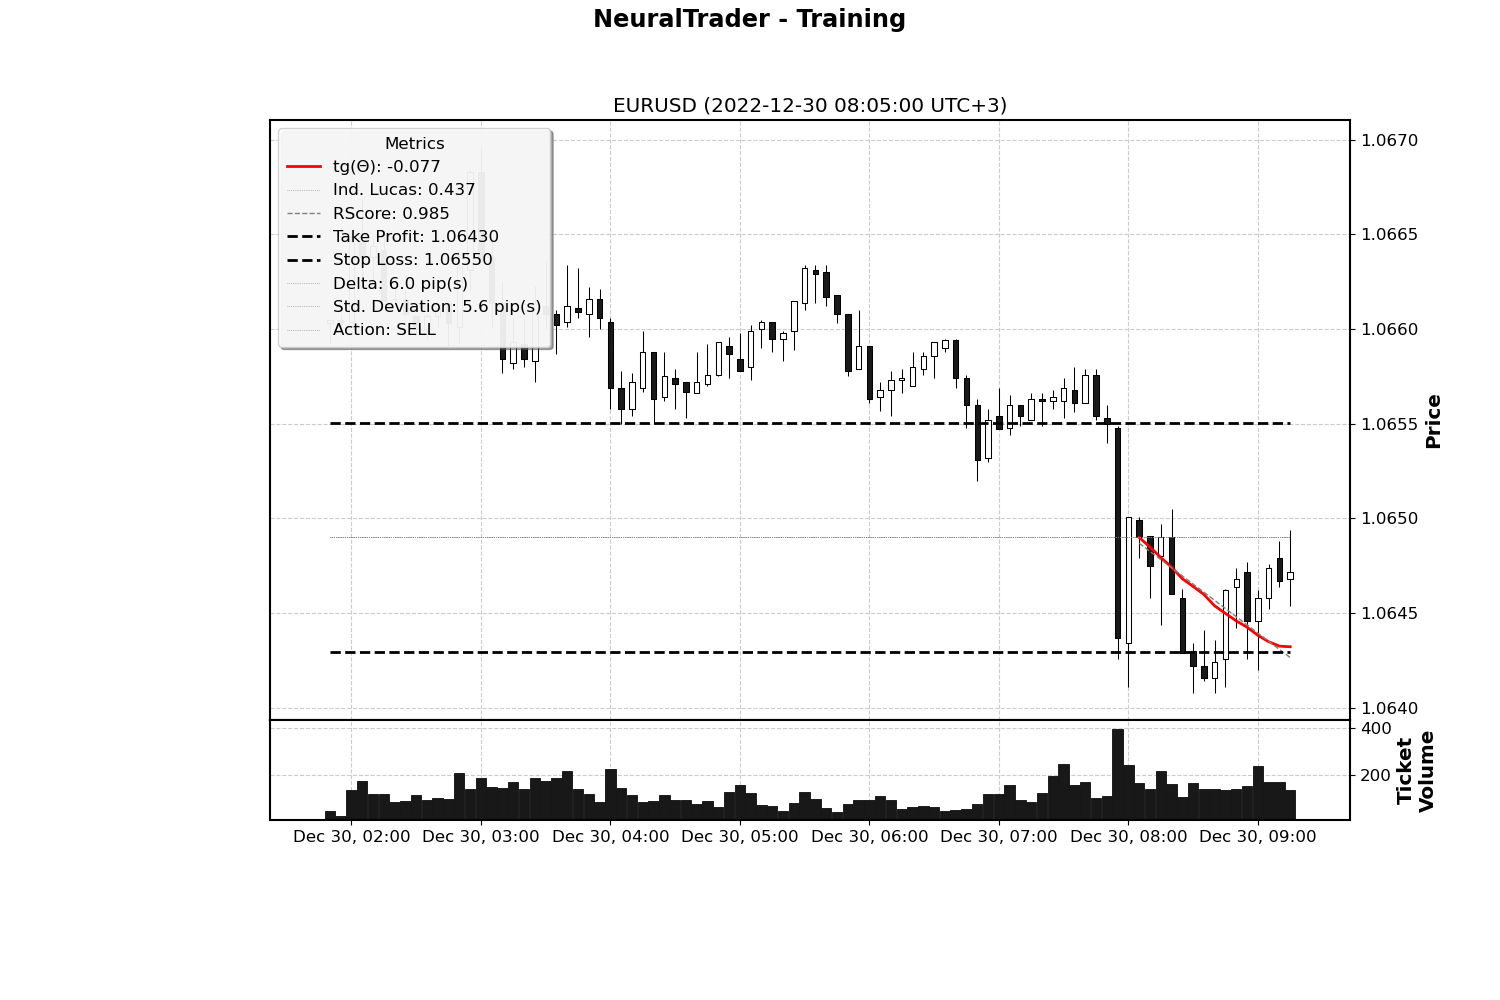 NeuralTrader - Training
EURUSD (2022-12-30 08:05:00 UTC+3)
Metrics
tg(Θ): -0.077
Ind. Lucas: 0.437
RScore: 0.985
Take Profit: 1.06430
Stop Loss: 1.06550
Delta: 6.0 pip(s)
Std. Deviation: 5.6 pip(s)
Action: SELL
1.0670
1.0665
1.0660
1.0655
1.0650
1.0645
1.0640
Price
400
200
Ticket
Volume
Dec 30, 02:00 Dec 30, 03:00 Dec 30, 04:00 Dec 30, 05:00 Dec 30, 06:00 Dec 30, 07:00 Dec 30, 08:00 Dec 30, 09:00